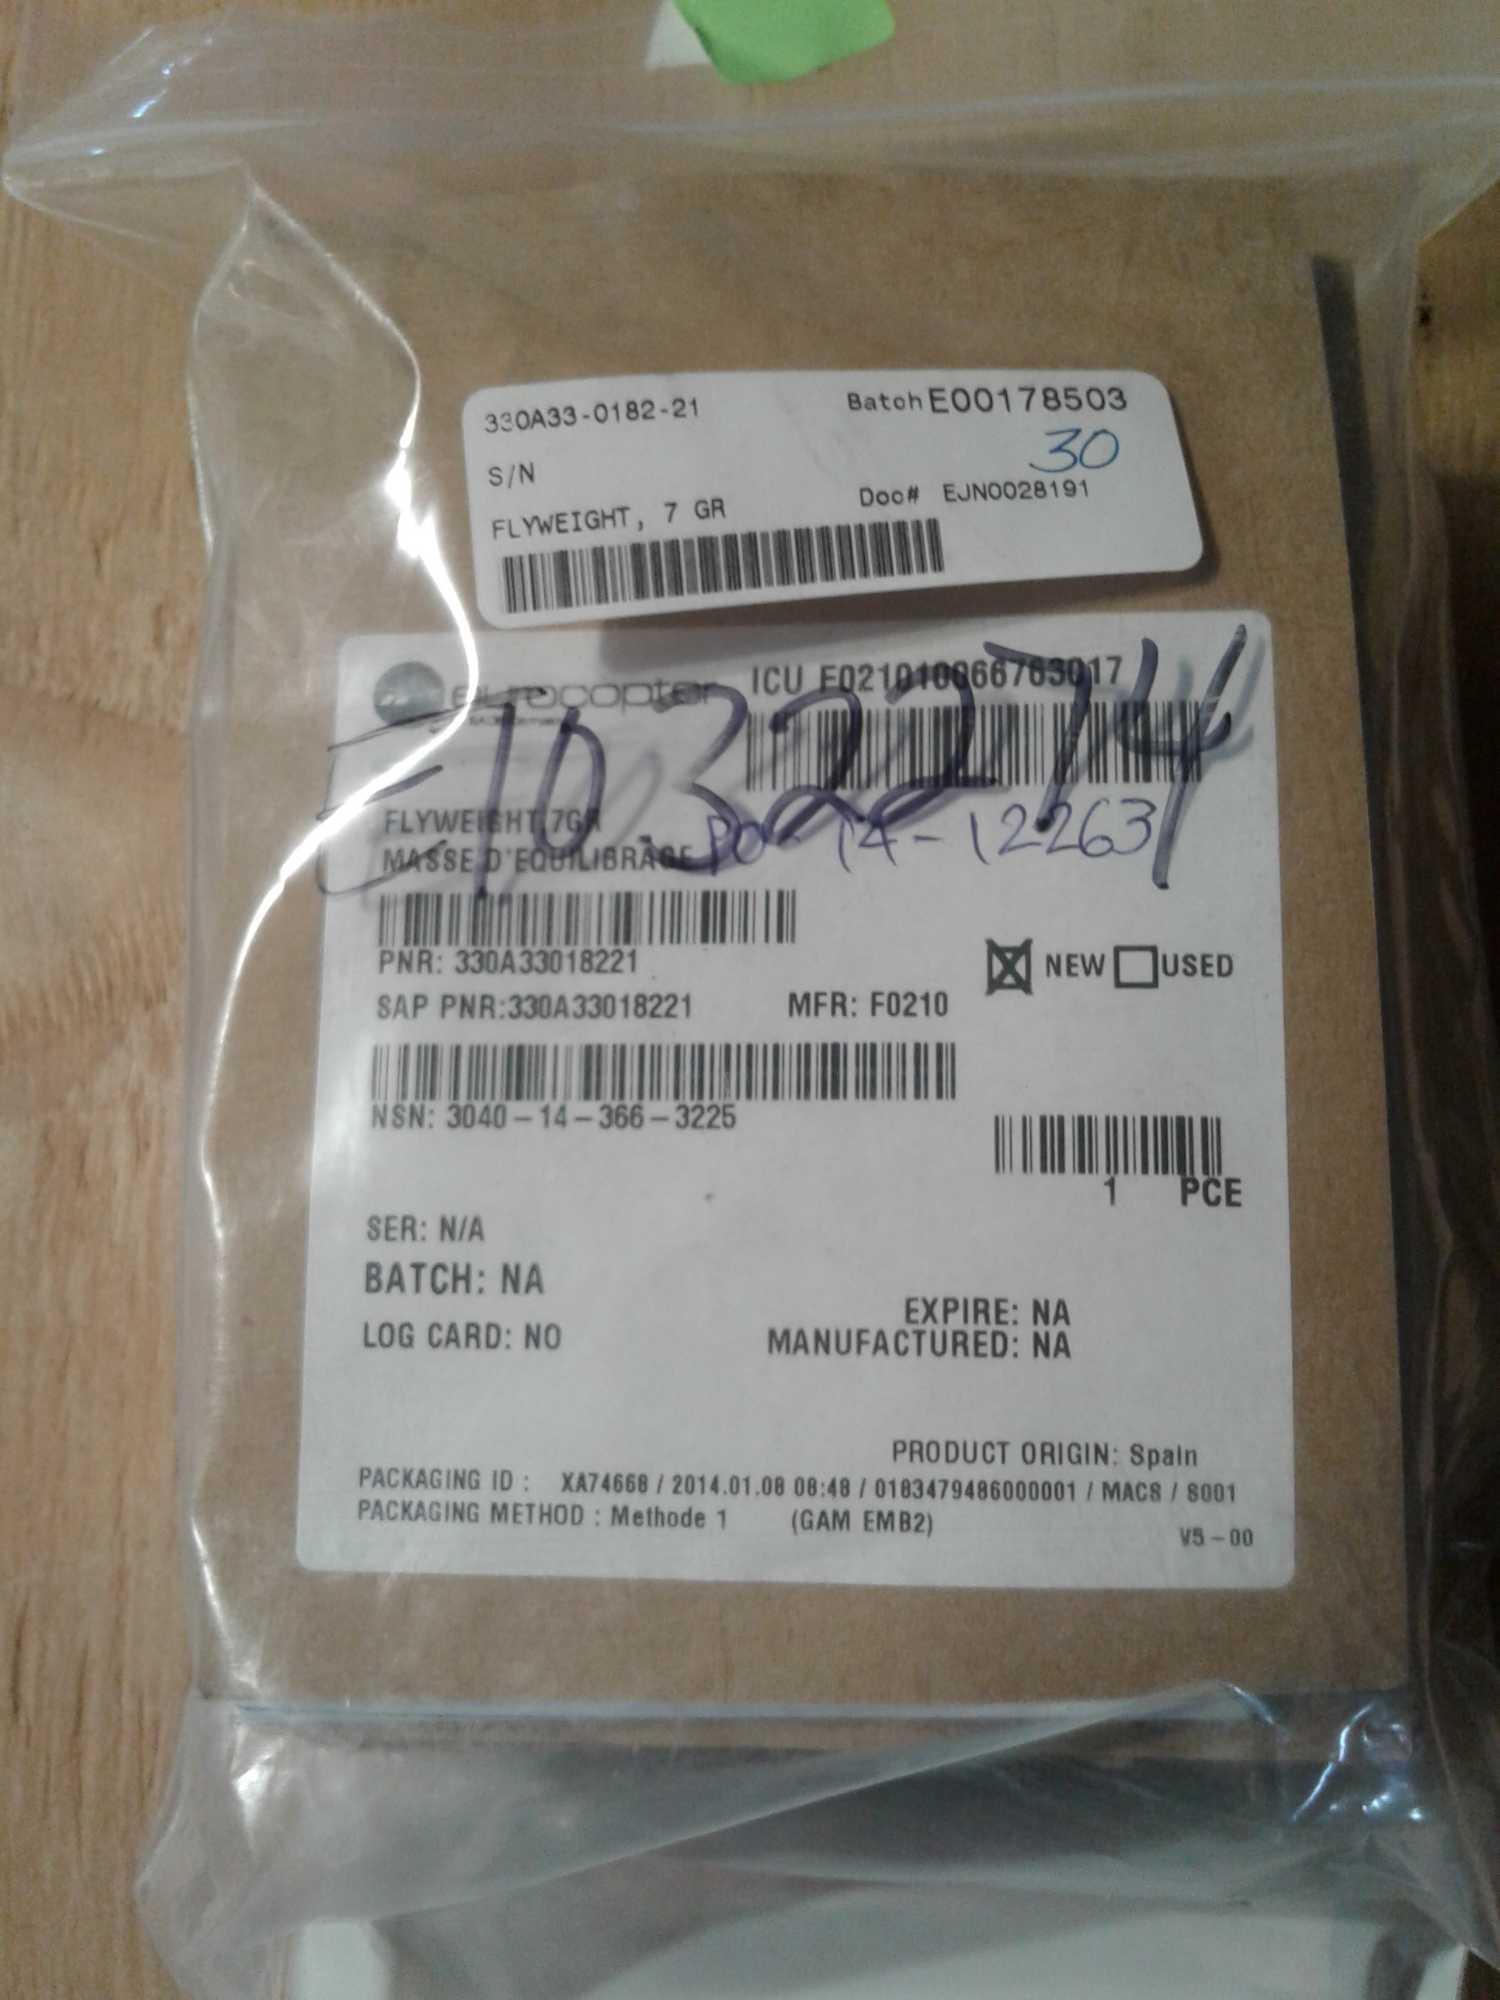 330A33-0182-21 Batch E00178503
30
S/N
Doc# EJN0028191
FLYWEIGHT, 7 GR
eurocopter ICU F021010066763017
E1032274
FLYWEIGHT,7GR
MASSE D'EQUILIBRAGE PO-14-12263
PNR: 330A33018221
NEW USED
SAP PNR:330A33018221 MFR: F0210
NSN: 3040-14-366-3225
1 PCE
SER: N/A
BATCH: NA
EXPIRE: NA
LOG CARD: NO MANUFACTURED: NA
PRODUCT ORIGIN: Spain
PACKAGING ID : XA74668 / 2014.01.08 08:48 / 0183479486000001 / MACS / S001
PACKAGING METHOD : Methode 1 (GAM EMB2)
V5-00